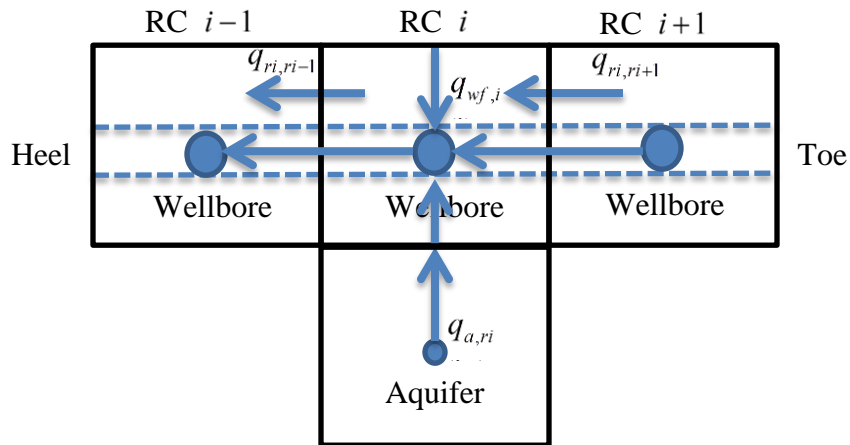 RC i−1 RC i RC i+1
q_{ri,ri−1} q_{wf,i} q_{ri,ri+1}
Heel Toe
Wellbore Wellbore Wellbore
q_{a,ri}
Aquifer